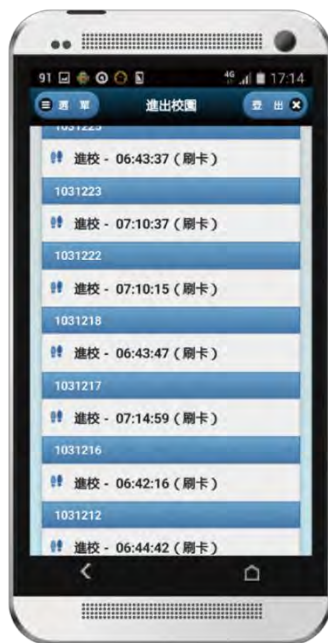 91 4G 17:14
選單 進出校園 登出
1031225
進校 - 06:43:37 ( 刷卡 )
1031223
進校 - 07:10:37 ( 刷卡 )
1031222
進校 - 07:10:15 ( 刷卡 )
1031218
進校 - 06:43:47 ( 刷卡 )
1031217
進校 - 07:14:59 ( 刷卡 )
1031216
進校 - 06:42:16 ( 刷卡 )
1031212
進校 - 06:44:42 ( 刷卡 )